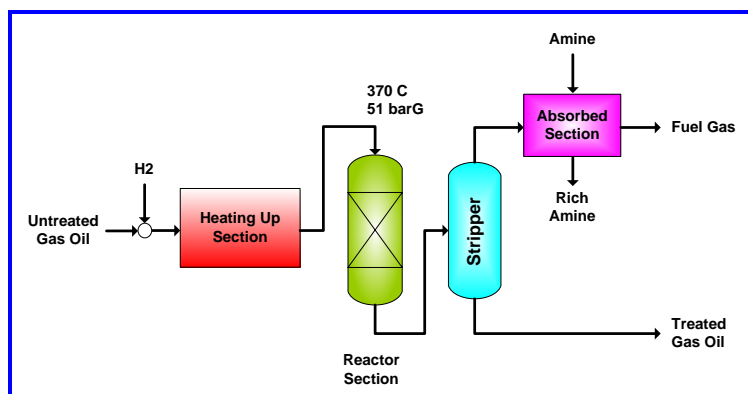 Amine
370 C
51 barG
Absorbed
Section
Fuel Gas
H2
Rich
Amine
Untreated
Gas Oil
Heating Up
Section
Stripper
Treated
Gas Oil
Reactor
Section